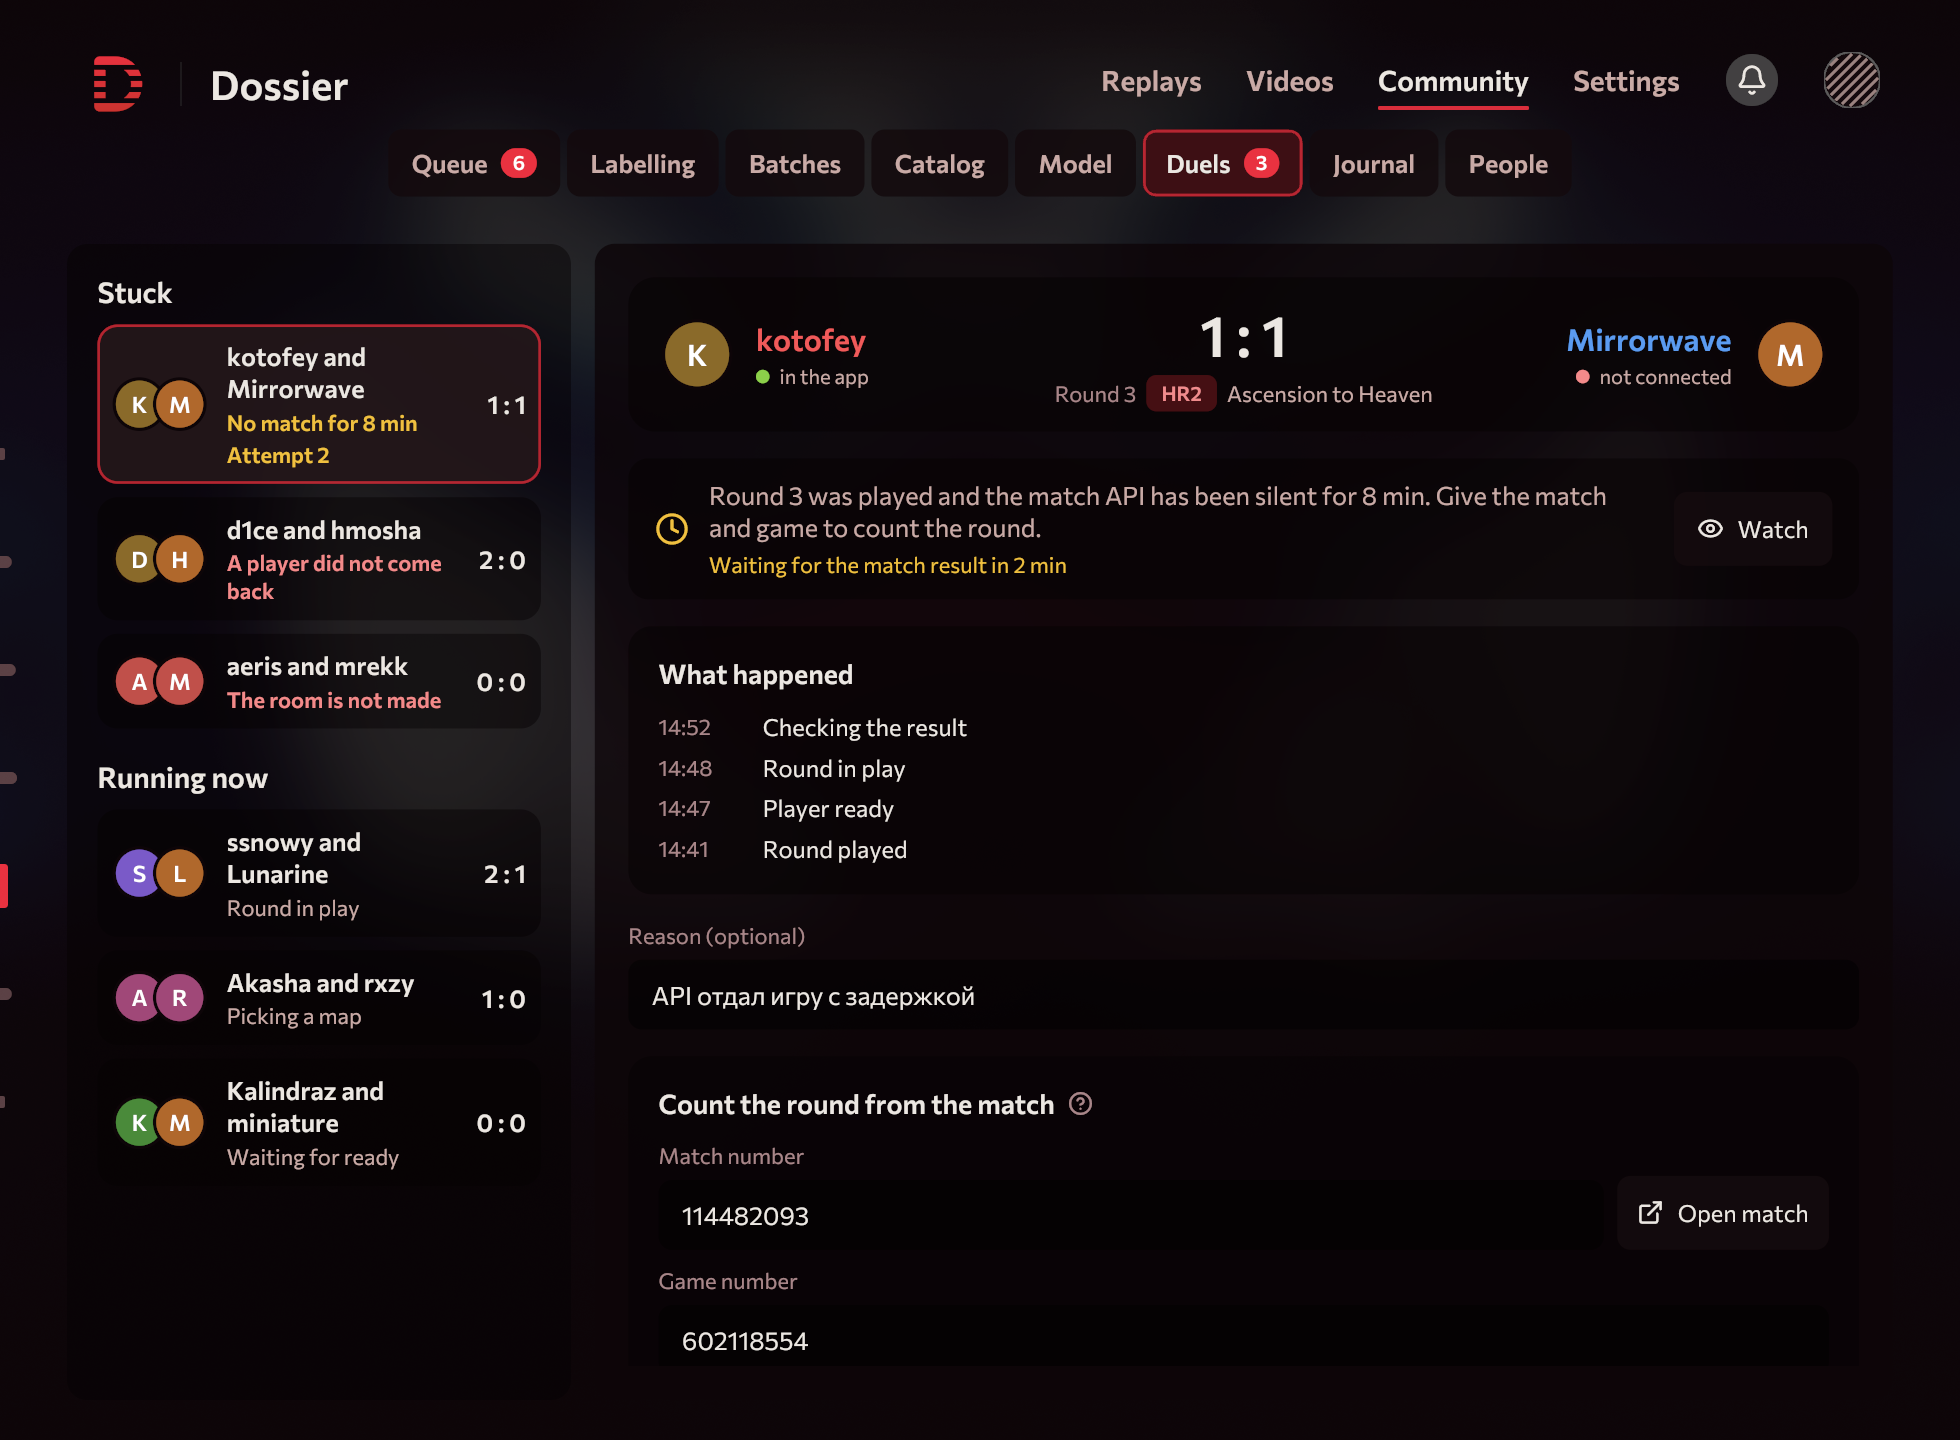 Dossier
Replays
Videos
Community
Settings
Queue 6
Labelling
Batches
Catalog
Model
Duels 3
Journal
People
Stuck
K M
kotofey and
Mirrorwave
No match for 8 min
Attempt 2
1:1
D H
d1ce and hmosha
A player did not come
back
2:0
A M
aeris and mrekk
The room is not made
0:0
Running now
S L
ssnowy and
Lunarine
Round in play
2:1
A R
Akasha and rxzy
Picking a map
1:0
K M
Kalindraz and
miniature
Waiting for ready
0:0
K
kotofey
in the app
1:1
Round 3 HR2 Ascension to Heaven
Mirrorwave
not connected
M
Round 3 was played and the match API has been silent for 8 min. Give the match
and game to count the round.
Waiting for the match result in 2 min
Watch
What happened
14:52 Checking the result
14:48 Round in play
14:47 Player ready
14:41 Round played
Reason (optional)
API отдал игру с задержкой
Count the round from the match
Match number
114482093
Open match
Game number
602118554